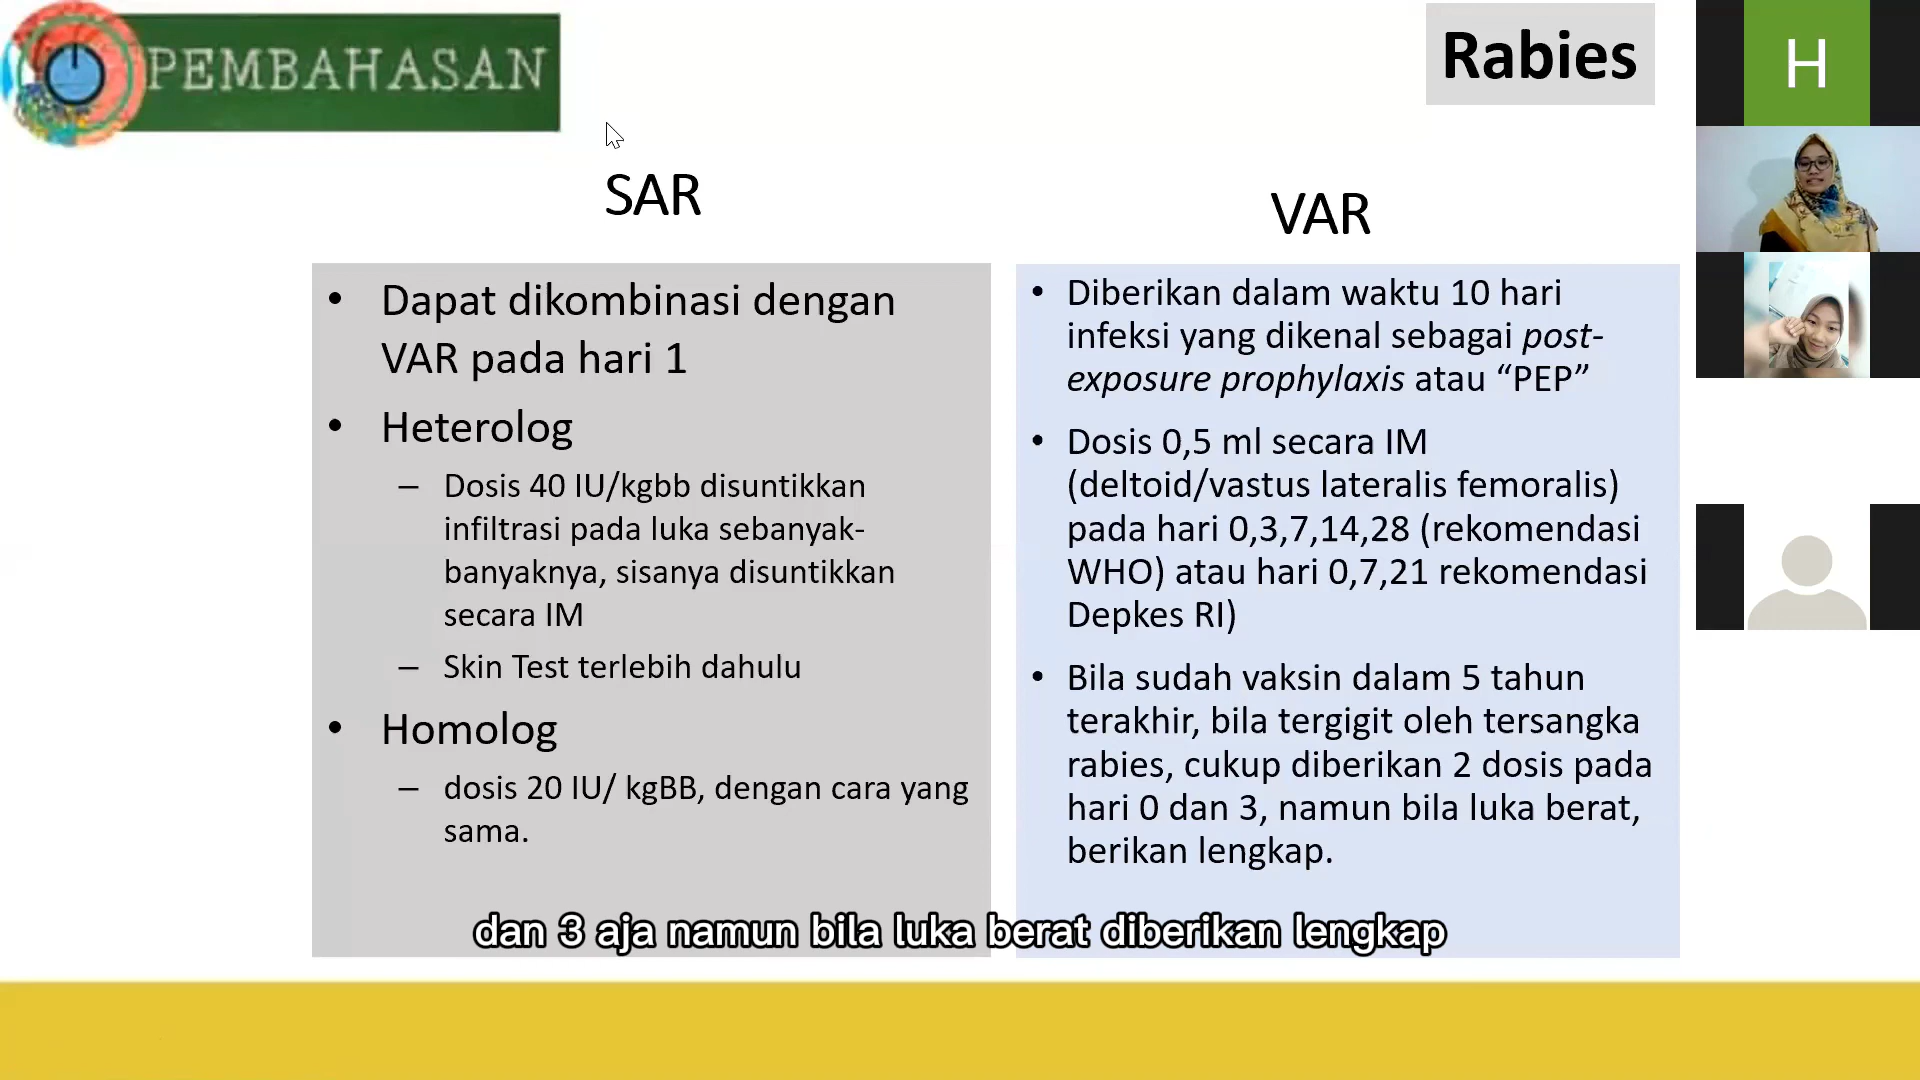 PEMBAHASAN
Rabies
H
SAR
• Dapat dikombinasi dengan
VAR pada hari 1
• Heterolog
– Dosis 40 IU/kgbb disuntikkan
infiltrasi pada luka sebanyak-
banyaknya, sisanya disuntikkan
secara IM
– Skin Test terlebih dahulu
• Homolog
– dosis 20 IU/ kgBB, dengan cara yang
sama.
VAR
• Diberikan dalam waktu 10 hari
infeksi yang dikenal sebagai post-
exposure prophylaxis atau “PEP”
• Dosis 0,5 ml secara IM
(deltoid/vastus lateralis femoralis)
pada hari 0,3,7,14,28 (rekomendasi
WHO) atau hari 0,7,21 rekomendasi
Depkes RI)
• Bila sudah vaksin dalam 5 tahun
terakhir, bila tergigit oleh tersangka
rabies, cukup diberikan 2 dosis pada
hari 0 dan 3, namun bila luka berat,
berikan lengkap.
dan 3 aja namun bila luka berat diberikan lengkap